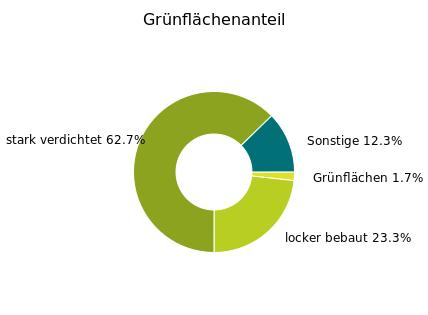 Grünflächenanteil
stark verdichtet 62.7%
Sonstige 12.3%
Grünflächen 1.7%
locker bebaut 23.3%